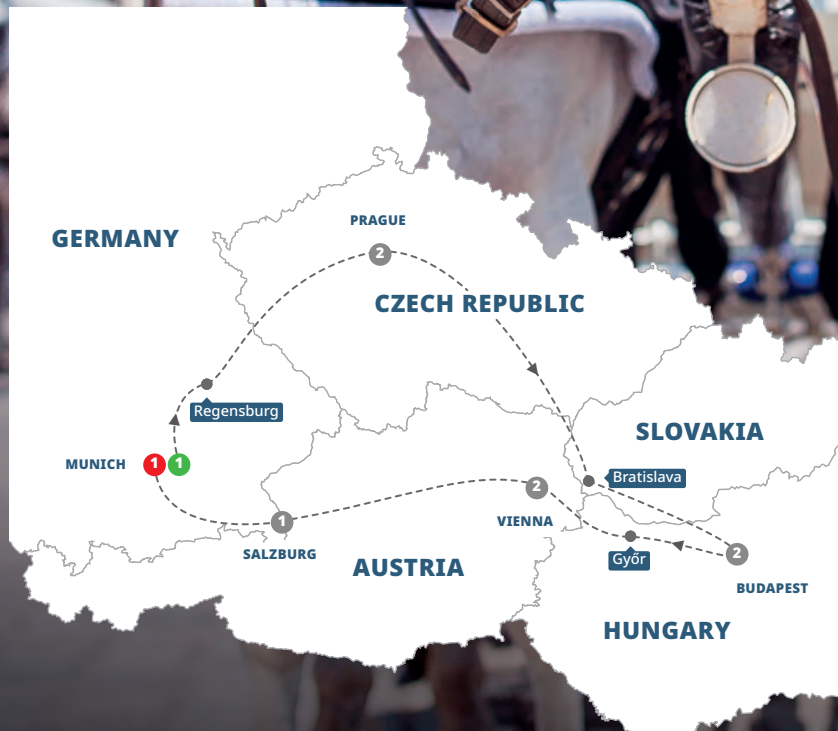 PRAGUE
GERMANY
2
CZECH REPUBLIC
Regensburg
SLOVAKIA
MUNICH 1 1
Bratislava
2
1
VIENNA
SALZBURG
2
Győr
AUSTRIA
BUDAPEST
HUNGARY